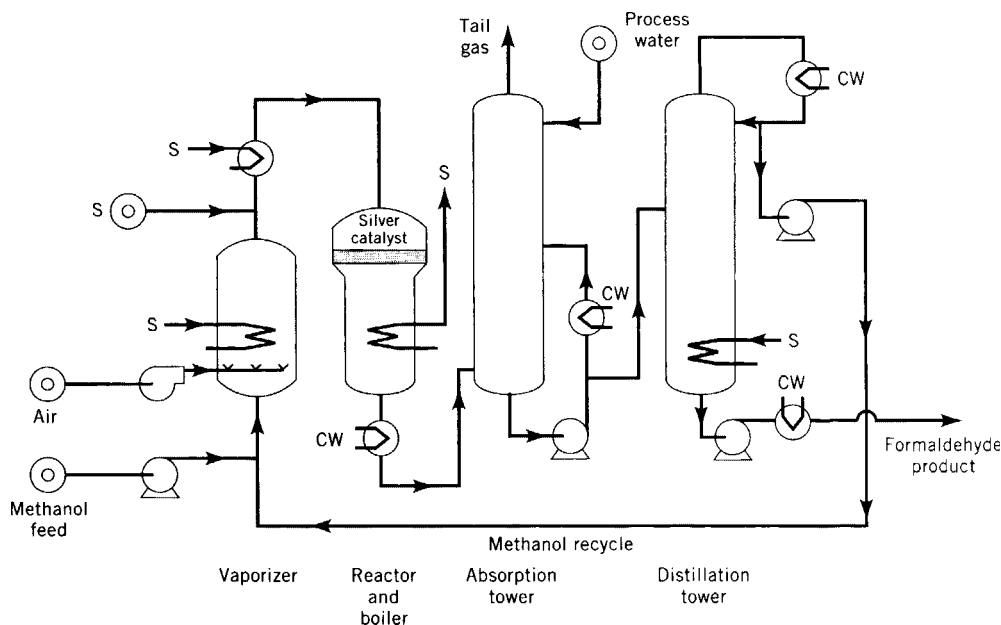 Tail
gas
Process
water
CW
S
S
Silver
catalyst
S
CW
S
S
Air
CW
CW
Formaldehyde
product
Methanol
feed
Methanol recycle
Vaporizer
Reactor
and
boiler
Absorption
tower
Distillation
tower